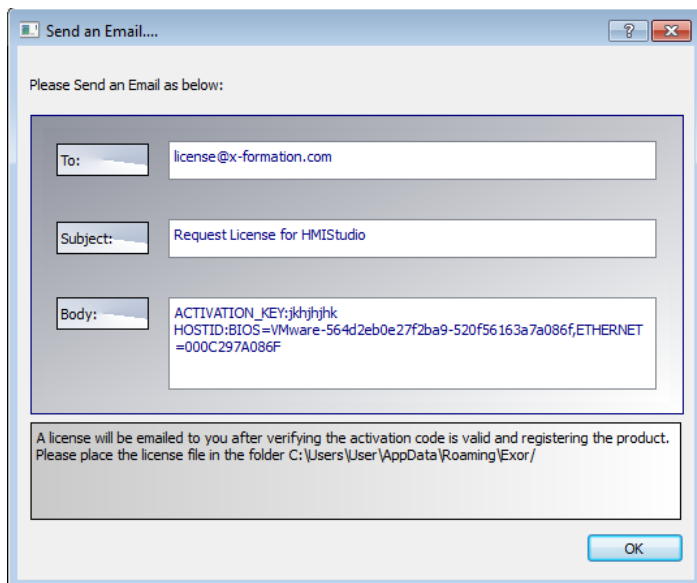 Send an Email....
Please Send an Email as below:
To:
license@x-formation.com
Subject:
Request License for HMIStudio
Body:
ACTIVATION_KEY:jkhjhjhk
HOSTID:BIOS=VMware-564d2eb0e27f2ba9-520f56163a7a086f,ETHERNET
=000C297A086F
A license will be emailed to you after verifying the activation code is valid and registering the product.
Please place the license file in the folder C:\Users\User\AppData\Roaming\Exor/
OK